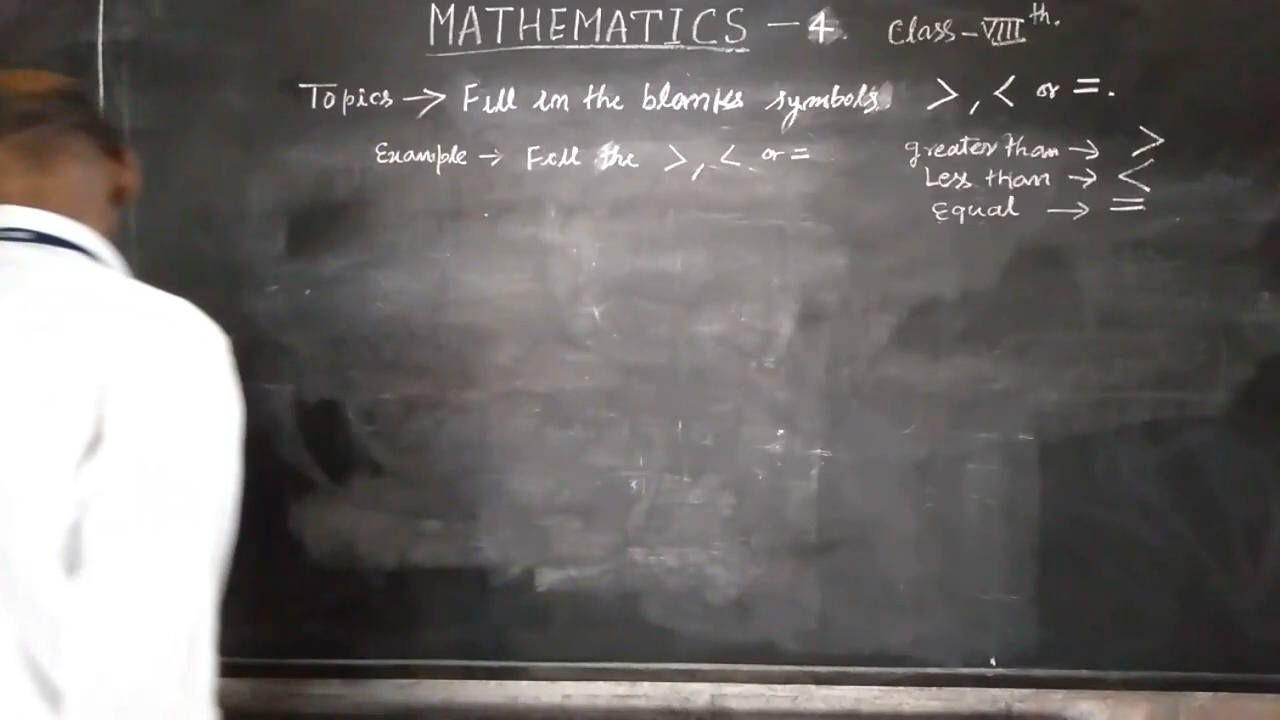 MATHEMATICS - 4. Class - VIII th.
Topics → Fill in the blanks symbols. >, < or =.
Example → Fill the >, < or =
greater than → >
Less than → <
Equal → =